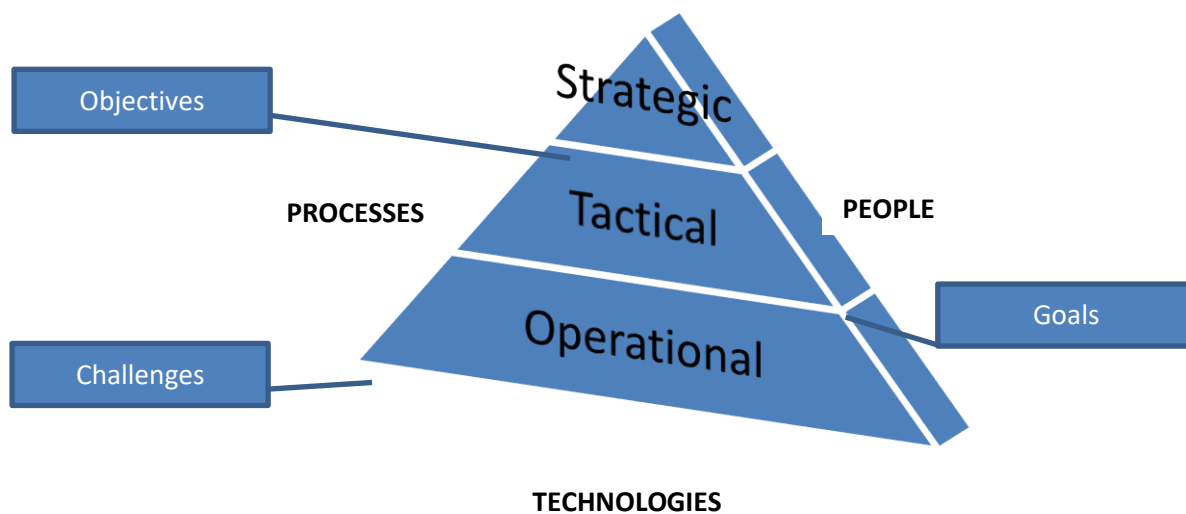 Strategic
Objectives
Tactical
PROCESSES
PEOPLE
Goals
Operational
Challenges
TECHNOLOGIES